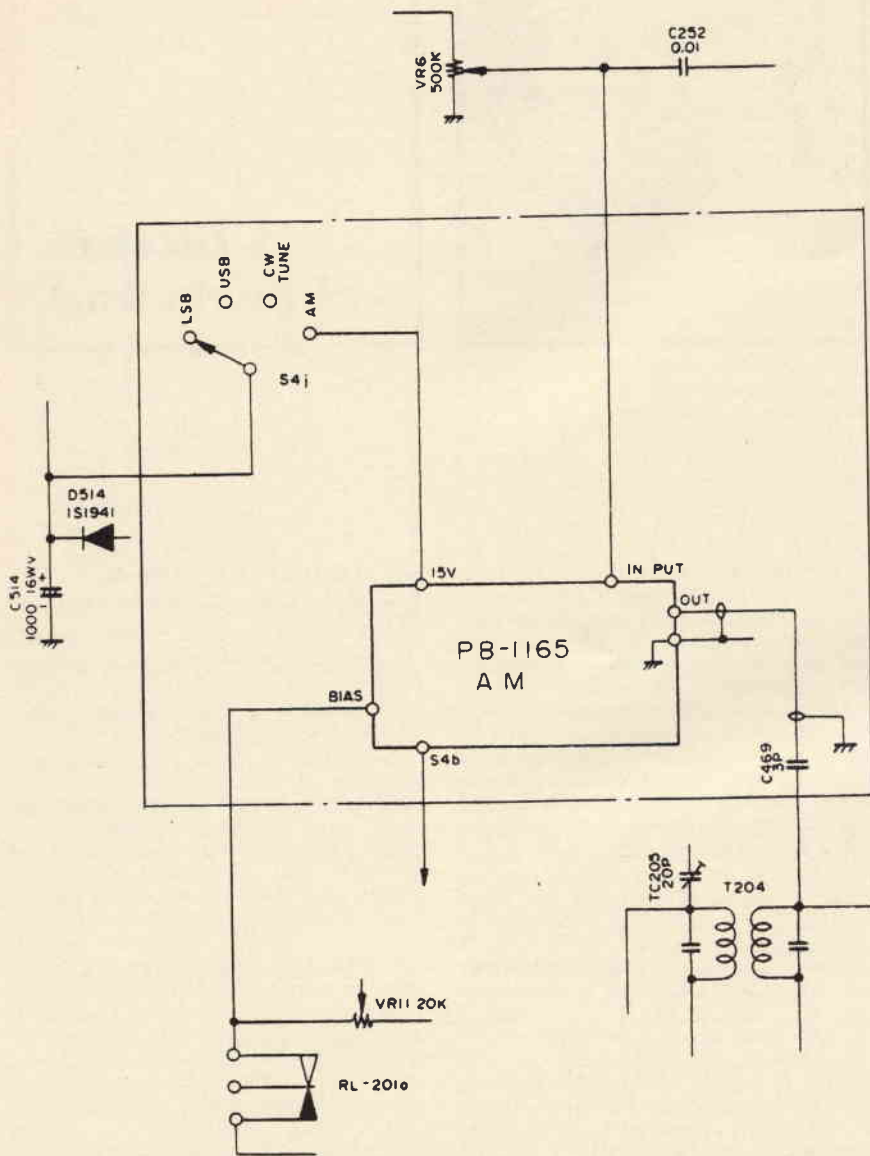 C252
0.01
VR6
500K
LSB
USB
CW
TUNE
AM
S4j
D514
1S1941
C514
1000 16WV
+
-
15V
IN PUT
OUT
PB-1165
AM
BIAS
S4b
C469
3P
TC205
20P
T204
VR11 20K
RL-201a